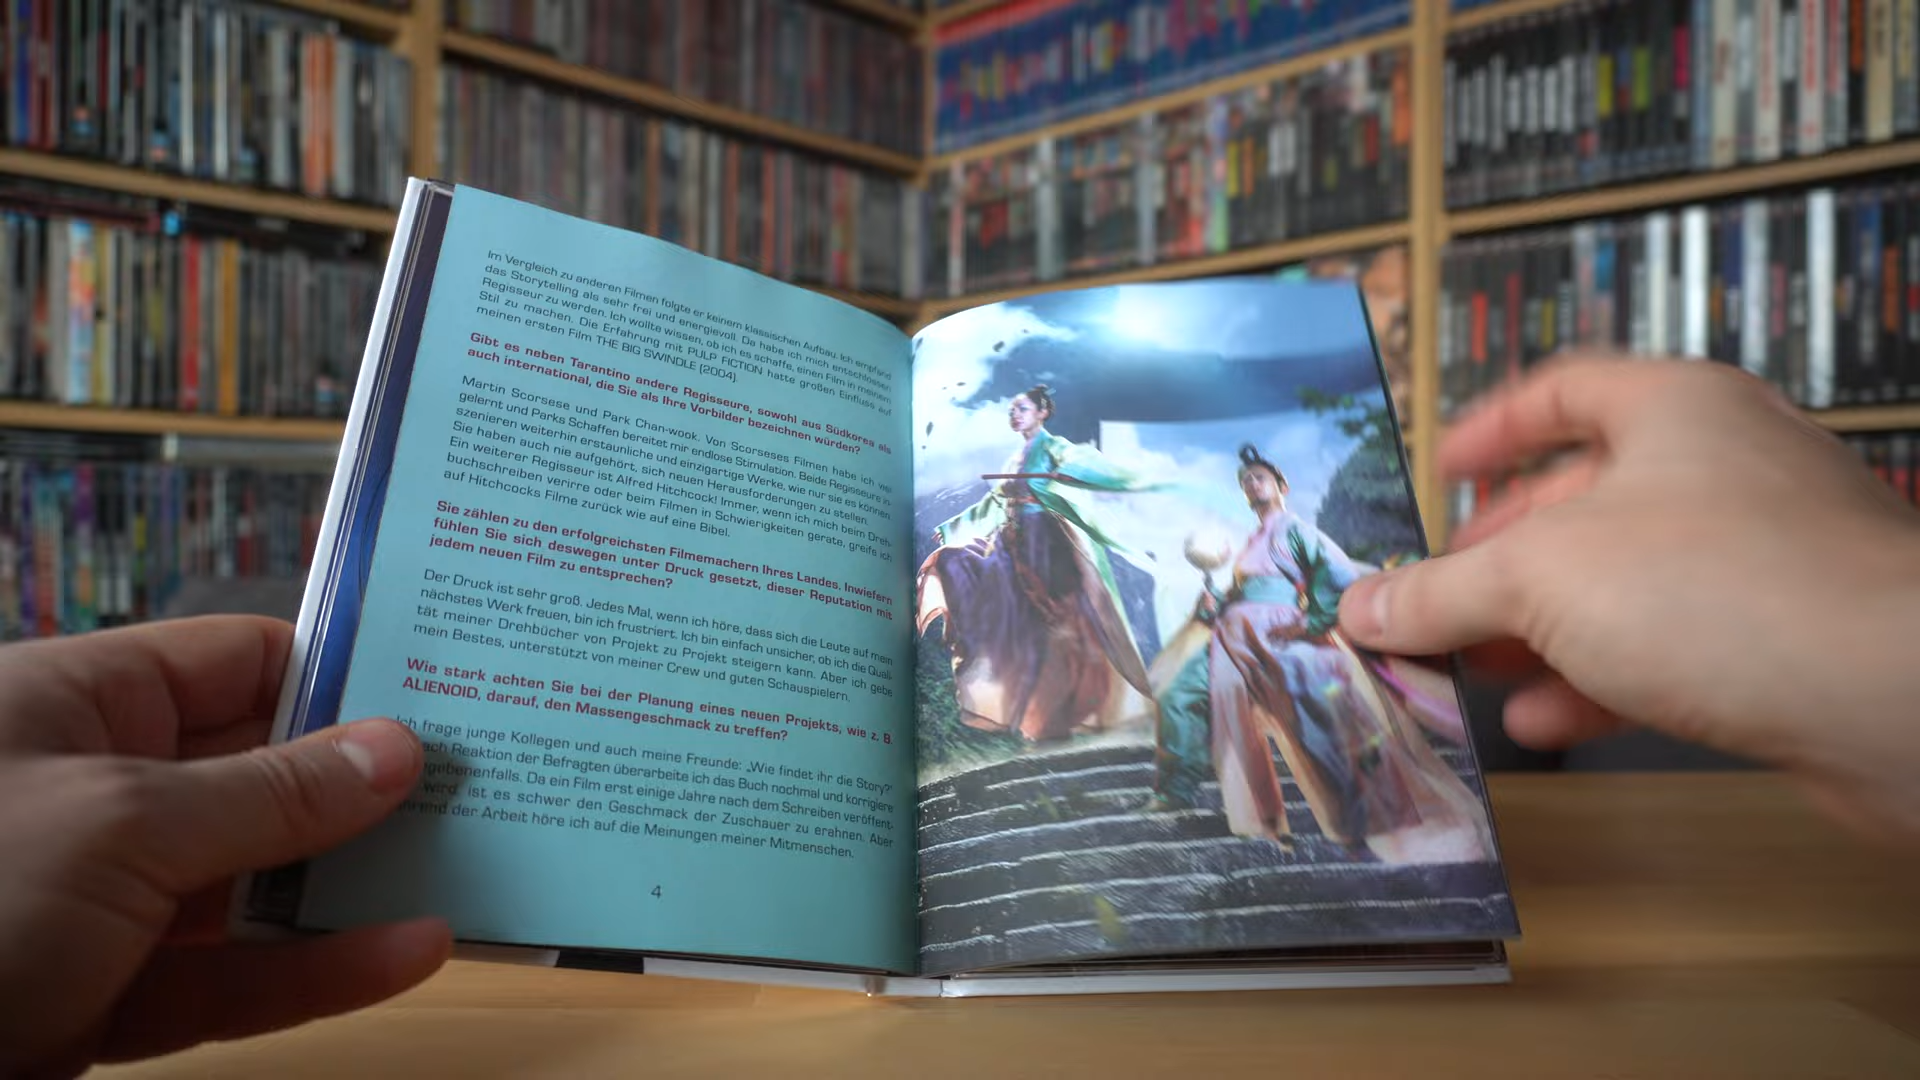 Im Vergleich zu anderen Filmen folgte er keinem klassischen Aufbau. Ich empfand
das Storytelling als sehr frei und energievoll. Da habe ich mich entschlossen
Regisseur zu werden. Ich wollte wissen, ob ich es schaffe, einen Film in meinem
Stil zu machen. Die Erfahrung mit PULP FICTION hatte großen Einfluss auf
meinen ersten Film THE BIG SWINDLE (2004).
Gibt es neben Tarantino andere Regisseure, sowohl aus Südkorea als
auch international, die Sie als Ihre Vorbilder bezeichnen würden?
Martin Scorsese und Park Chan-wook. Von Scorseses Filmen habe ich viel
gelernt und Parks Schaffen bereitet mir endlose Stimulation. Beide Regisseure in-
szenieren weiterhin erstaunliche und einzigartige Werke, wie nur sie es können.
Sie haben auch nie aufgehört, sich neuen Herausforderungen zu stellen.
Ein weiterer Regisseur ist Alfred Hitchcock! Immer, wenn ich mich beim Dreh-
buchschreiben verirre oder beim Filmen in Schwierigkeiten gerate, greife ich
auf Hitchcocks Filme zurück wie auf eine Bibel.
Sie zählen zu den erfolgreichsten Filmemachern Ihres Landes. Inwiefern
fühlen Sie sich deswegen unter Druck gesetzt, dieser Reputation mit
jedem neuen Film zu entsprechen?
Der Druck ist sehr groß. Jedes Mal, wenn ich höre, dass sich die Leute auf mein
nächstes Werk freuen, bin ich frustriert. Ich bin einfach unsicher, ob ich die Quali-
tät meiner Drehbücher von Projekt zu Projekt steigern kann. Aber ich gebe
mein Bestes, unterstützt von meiner Crew und guten Schauspielern.
Wie stark achten Sie bei der Planung eines neuen Projekts, wie z. B.
ALIENOID, darauf, den Massengeschmack zu treffen?
Ich frage junge Kollegen und auch meine Freunde: „Wie findet ihr die Story?“
nach Reaktion der Befragten überarbeite ich das Buch nochmal und korrigiere
gebenenfalls. Da ein Film erst einige Jahre nach dem Schreiben veröffent-
wird, ist es schwer den Geschmack der Zuschauer zu erahnen. Aber
während der Arbeit höre ich auf die Meinungen meiner Mitmenschen.
4